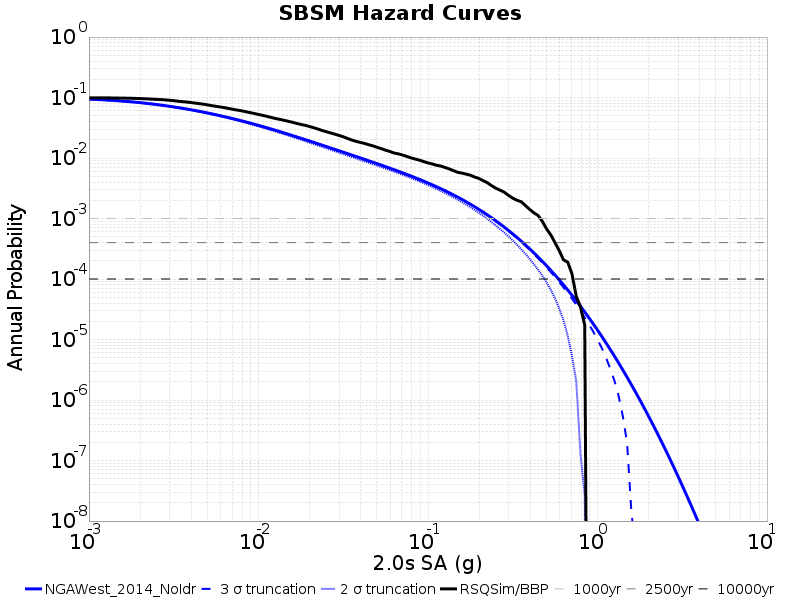 SBSM Hazard Curves
10^0
10^-1
10^-2
10^-3
10^-4
10^-5
10^-6
10^-7
10^-8
Annual Probability
10^-3 10^-2 10^-1 10^0 10^1
2.0s SA (g)
NGAWest_2014_NoIdr 3 σ truncation 2 σ truncation RSQSim/BBP 1000yr 2500yr 10000yr